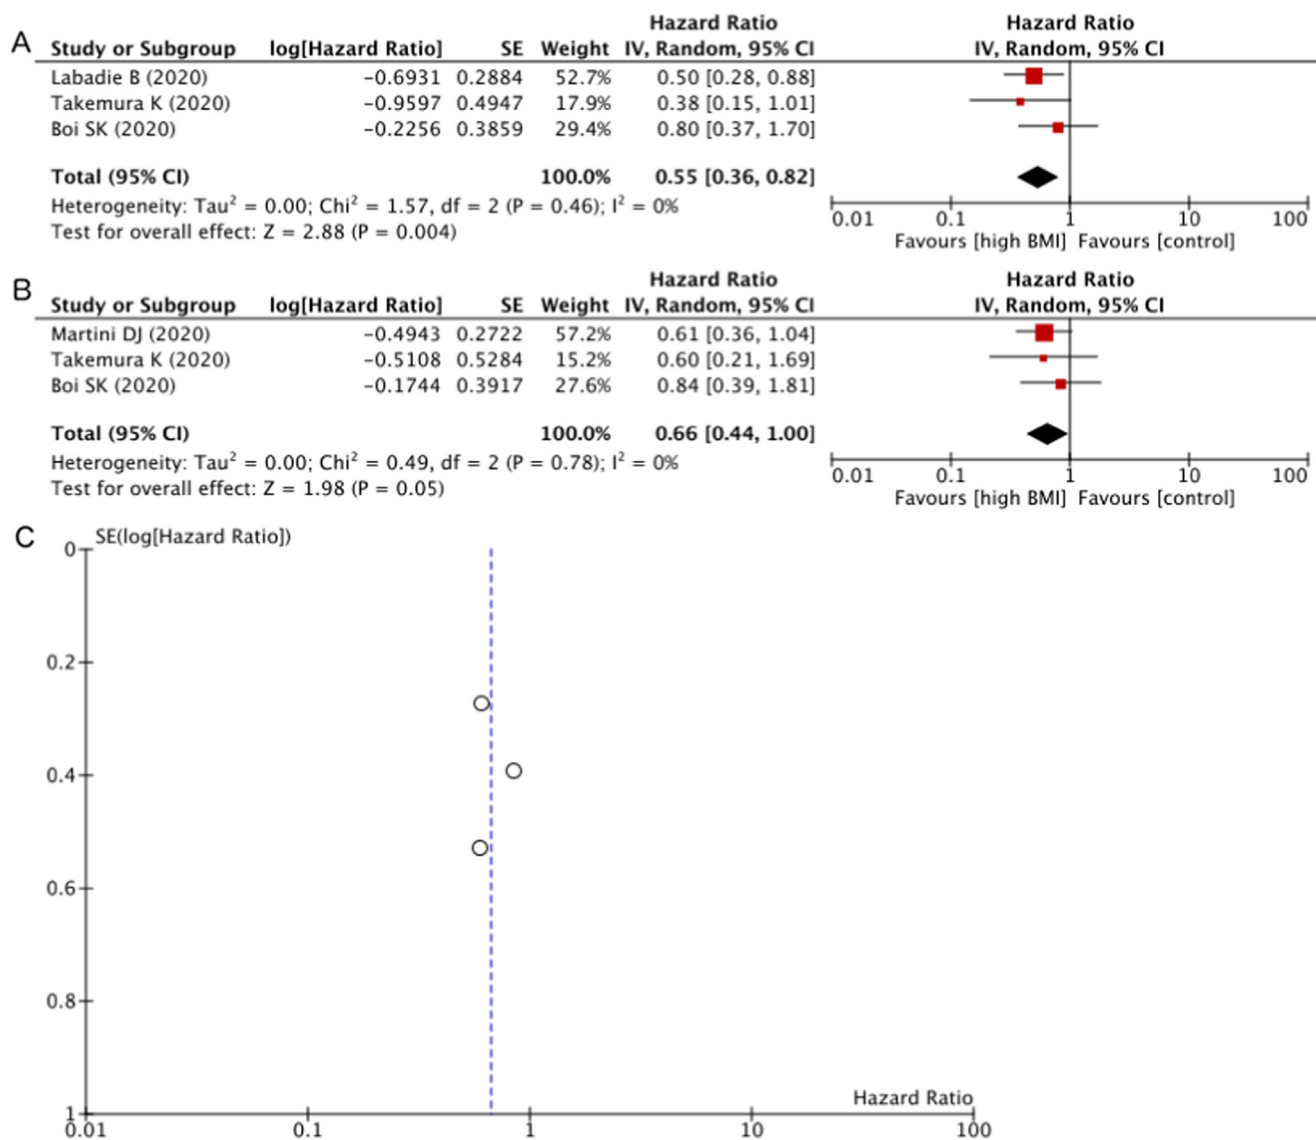 A
Hazard Ratio Hazard Ratio
Study or Subgroup log[Hazard Ratio] SE Weight IV, Random, 95% CI IV, Random, 95% CI
Labadie B (2020) −0.6931 0.2884 52.7% 0.50 [0.28, 0.88]
Takemura K (2020) −0.9597 0.4947 17.9% 0.38 [0.15, 1.01]
Boi SK (2020) −0.2256 0.3859 29.4% 0.80 [0.37, 1.70]
Total (95% CI) 100.0% 0.55 [0.36, 0.82]
Heterogeneity: Tau² = 0.00; Chi² = 1.57, df = 2 (P = 0.46); I² = 0%
Test for overall effect: Z = 2.88 (P = 0.004)
0.01 0.1 1 10 100
Favours [high BMI] Favours [control]
B
Hazard Ratio Hazard Ratio
Study or Subgroup log[Hazard Ratio] SE Weight IV, Random, 95% CI IV, Random, 95% CI
Martini DJ (2020) −0.4943 0.2722 57.2% 0.61 [0.36, 1.04]
Takemura K (2020) −0.5108 0.5284 15.2% 0.60 [0.21, 1.69]
Boi SK (2020) −0.1744 0.3917 27.6% 0.84 [0.39, 1.81]
Total (95% CI) 100.0% 0.66 [0.44, 1.00]
Heterogeneity: Tau² = 0.00; Chi² = 0.49, df = 2 (P = 0.78); I² = 0%
Test for overall effect: Z = 1.98 (P = 0.05)
0.01 0.1 1 10 100
Favours [high BMI] Favours [control]
C
SE(log[Hazard Ratio])
0
0.2
0.4
0.6
0.8
1
Hazard Ratio
0.01 0.1 1 10 100